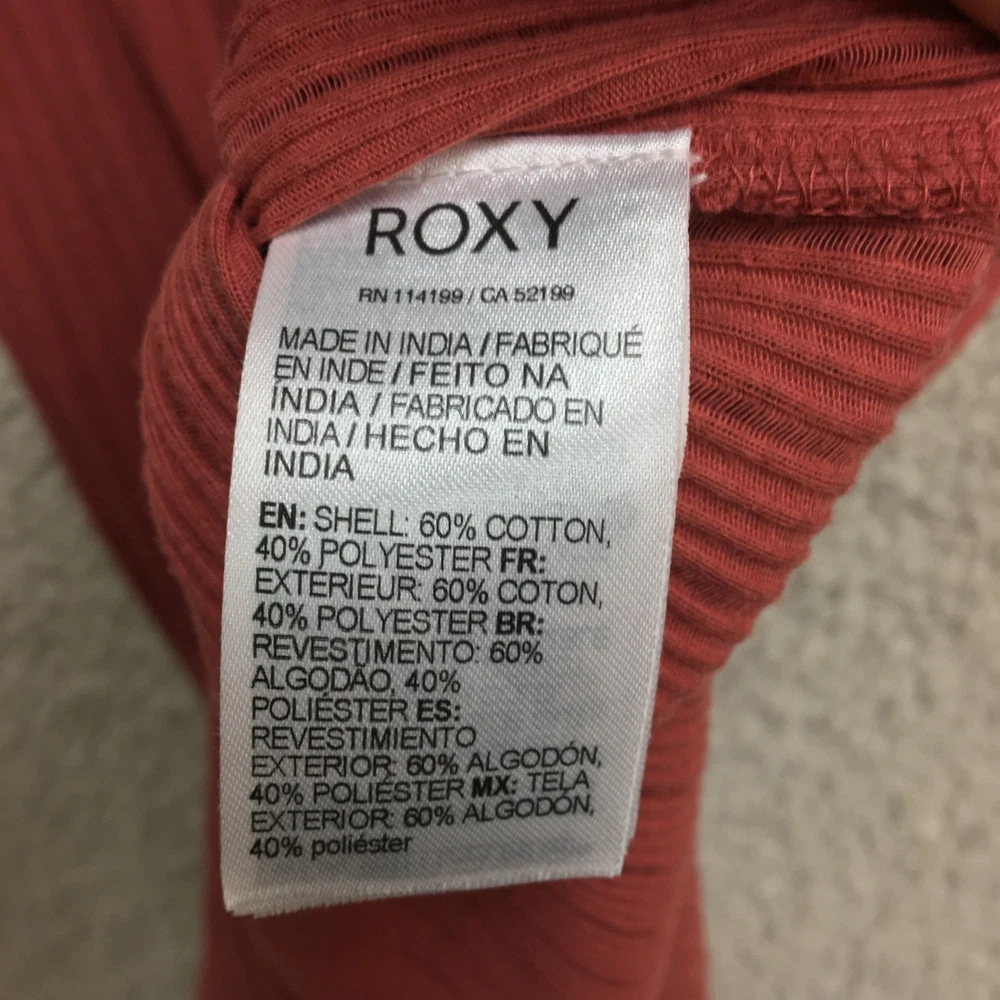 ROXY
RN 114199 / CA 52199
MADE IN INDIA / FABRIQUÉ
EN INDE / FEITO NA
ÍNDIA / FABRICADO EN
INDIA / HECHO EN
INDIA
EN: SHELL: 60% COTTON,
40% POLYESTER FR:
EXTERIEUR: 60% COTON,
40% POLYESTER BR:
REVESTIMENTO: 60%
ALGODÃO, 40%
POLIÉSTER ES:
REVESTIMIENTO
EXTERIOR: 60% ALGODÓN,
40% POLIÉSTER MX: TELA
EXTERIOR: 60% ALGODÓN,
40% poliéster